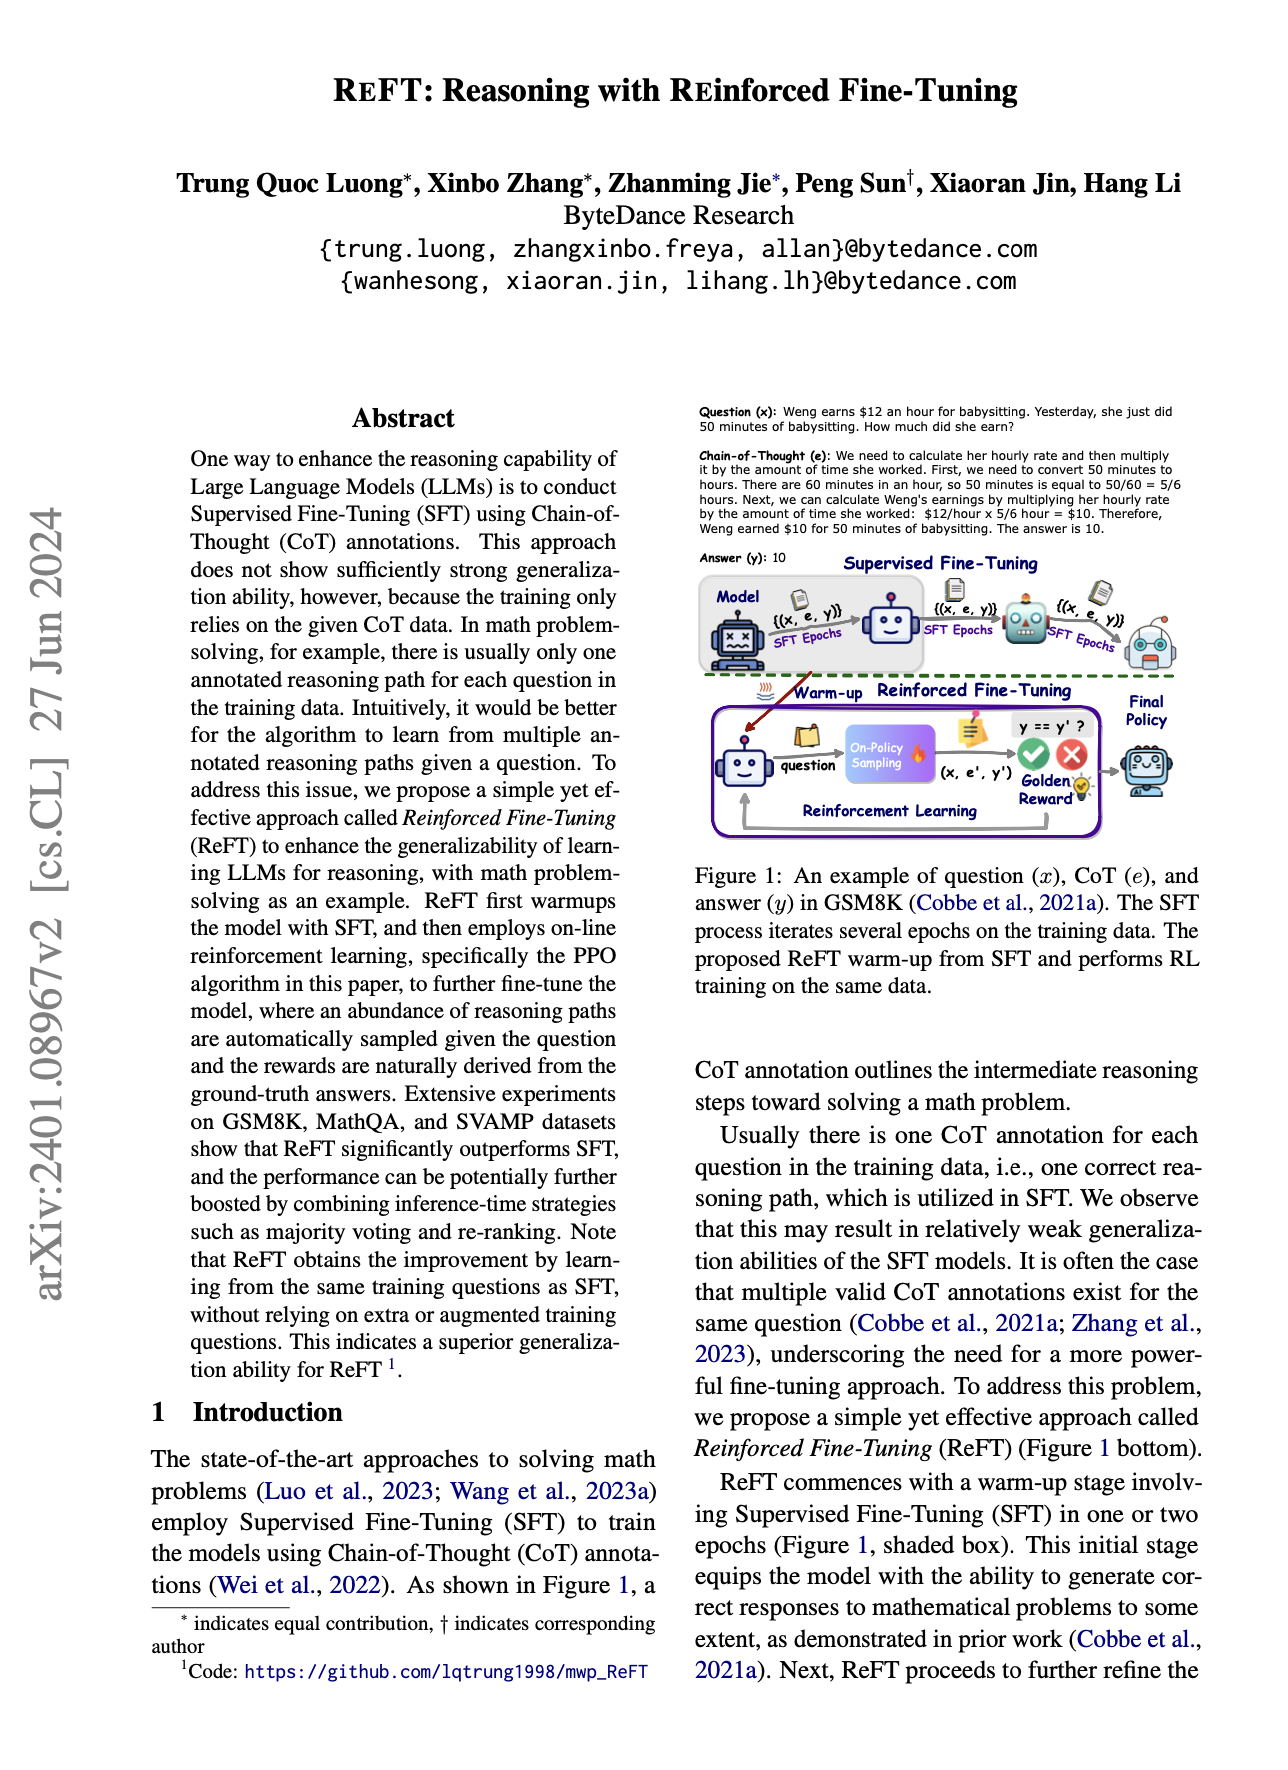 REFT: Reasoning with REinforced Fine-Tuning
Trung Quoc Luong*, Xinbo Zhang*, Zhanming Jie*, Peng Sun†, Xiaoran Jin, Hang Li
ByteDance Research
{trung.luong, zhangxinbo.freya, allan}@bytedance.com
{wanhesong, xiaoran.jin, lihang.lh}@bytedance.com
arXiv:2401.08967v2 [cs.CL] 27 Jun 2024
Abstract
One way to enhance the reasoning capability of
Large Language Models (LLMs) is to conduct
Supervised Fine-Tuning (SFT) using Chain-of-
Thought (CoT) annotations. This approach
does not show sufficiently strong generaliza-
tion ability, however, because the training only
relies on the given CoT data. In math problem-
solving, for example, there is usually only one
annotated reasoning path for each question in
the training data. Intuitively, it would be better
for the algorithm to learn from multiple an-
notated reasoning paths given a question. To
address this issue, we propose a simple yet ef-
fective approach called Reinforced Fine-Tuning
(ReFT) to enhance the generalizability of learn-
ing LLMs for reasoning, with math problem-
solving as an example. ReFT first warmups
the model with SFT, and then employs on-line
reinforcement learning, specifically the PPO
algorithm in this paper, to further fine-tune the
model, where an abundance of reasoning paths
are automatically sampled given the question
and the rewards are naturally derived from the
ground-truth answers. Extensive experiments
on GSM8K, MathQA, and SVAMP datasets
show that ReFT significantly outperforms SFT,
and the performance can be potentially further
boosted by combining inference-time strategies
such as majority voting and re-ranking. Note
that ReFT obtains the improvement by learn-
ing from the same training questions as SFT,
without relying on extra or augmented training
questions. This indicates a superior generaliza-
tion ability for ReFT 1.
1 Introduction
The state-of-the-art approaches to solving math
problems (Luo et al., 2023; Wang et al., 2023a)
employ Supervised Fine-Tuning (SFT) to train
the models using Chain-of-Thought (CoT) annota-
tions (Wei et al., 2022). As shown in Figure 1, a
* indicates equal contribution, † indicates corresponding
author
1Code: https://github.com/lqtrung1998/mwp_ReFT
Question (x): Weng earns $12 an hour for babysitting. Yesterday, she just did
50 minutes of babysitting. How much did she earn?
Chain-of-Thought (e): We need to calculate her hourly rate and then multiply
it by the amount of time she worked. First, we need to convert 50 minutes to
hours. There are 60 minutes in an hour, so 50 minutes is equal to 50/60 = 5/6
hours. Next, we can calculate Weng's earnings by multiplying her hourly rate
by the amount of time she worked: $12/hour x 5/6 hour = $10. Therefore,
Weng earned $10 for 50 minutes of babysitting. The answer is 10.
Answer (y): 10
Supervised Fine-Tuning
Model
{(x, e, y)}
SFT Epochs
{(x, e, y)}
SFT Epochs
{(x, e, y)}
SFT Epochs
Warm-up
Reinforced Fine-Tuning
Final
Policy
question
On-Policy
Sampling
(x, e', y')
y == y' ?
Golden
Reward
Reinforcement Learning
AI
Figure 1: An example of question (x), CoT (e), and
answer (y) in GSM8K (Cobbe et al., 2021a). The SFT
process iterates several epochs on the training data. The
proposed ReFT warm-up from SFT and performs RL
training on the same data.
CoT annotation outlines the intermediate reasoning
steps toward solving a math problem.
Usually there is one CoT annotation for each
question in the training data, i.e., one correct rea-
soning path, which is utilized in SFT. We observe
that this may result in relatively weak generaliza-
tion abilities of the SFT models. It is often the case
that multiple valid CoT annotations exist for the
same question (Cobbe et al., 2021a; Zhang et al.,
2023), underscoring the need for a more power-
ful fine-tuning approach. To address this problem,
we propose a simple yet effective approach called
Reinforced Fine-Tuning (ReFT) (Figure 1 bottom).
ReFT commences with a warm-up stage involv-
ing Supervised Fine-Tuning (SFT) in one or two
epochs (Figure 1, shaded box). This initial stage
equips the model with the ability to generate cor-
rect responses to mathematical problems to some
extent, as demonstrated in prior work (Cobbe et al.,
2021a). Next, ReFT proceeds to further refine the